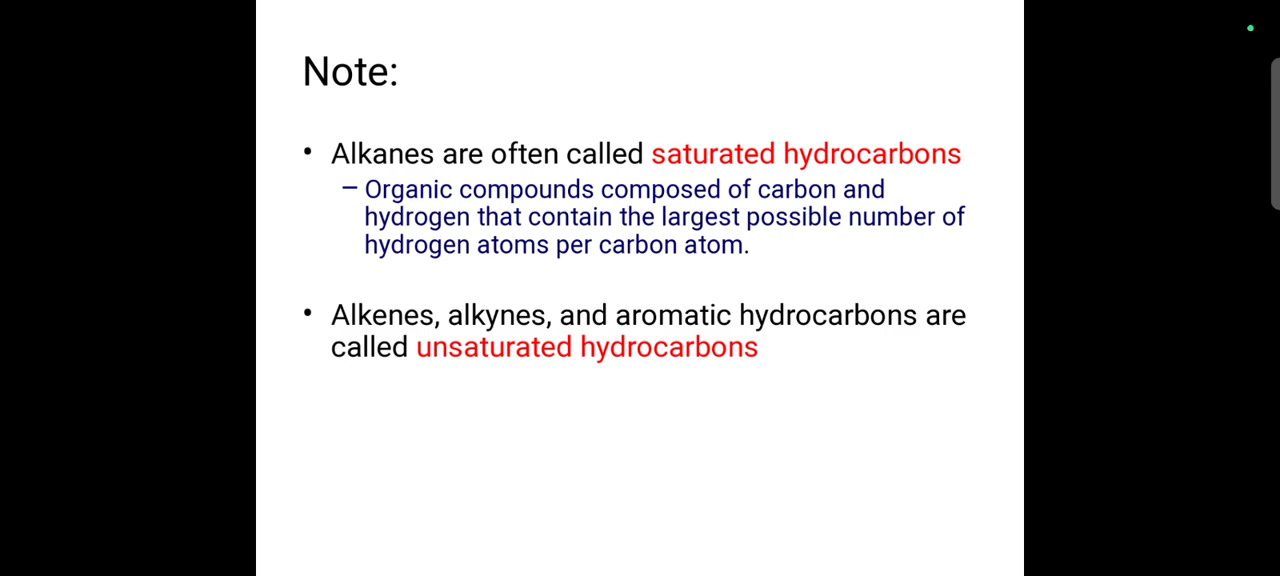 Note:
• Alkanes are often called saturated hydrocarbons
– Organic compounds composed of carbon and
hydrogen that contain the largest possible number of
hydrogen atoms per carbon atom.
• Alkenes, alkynes, and aromatic hydrocarbons are
called unsaturated hydrocarbons